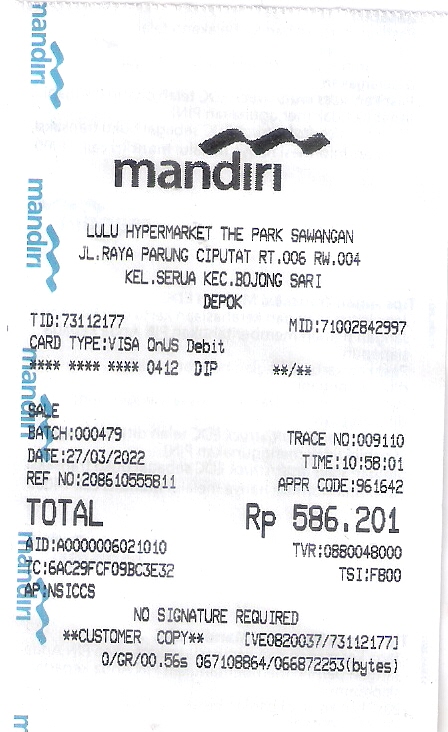 mandiri
LULU HYPERMARKET THE PARK SAWANGAN
JL.RAYA PARUNG CIPUTAT RT.006 RW.004
KEL.SERUA KEC.BOJONG SARI
DEPOK
TID:73112177 MID:71002842997
CARD TYPE:VISA OnUS Debit
**** **** **** 0412 DIP **/**
SALE
BATCH:000479 TRACE NO:009110
DATE:27/03/2022 TIME:10:58:01
REF NO:208610555811 APPR CODE:961642
TOTAL Rp 586.201
AID:A0000006021010 TVR:0880048000
TC:6AC29FCF09BC3E32 TSI:F800
AP:NSICCS
NO SIGNATURE REQUIRED
**CUSTOMER COPY** [VE0820037/73112177]
0/GR/00.56s 067108864/066872253(bytes)
mandiri
mandiri
mandiri
mandiri